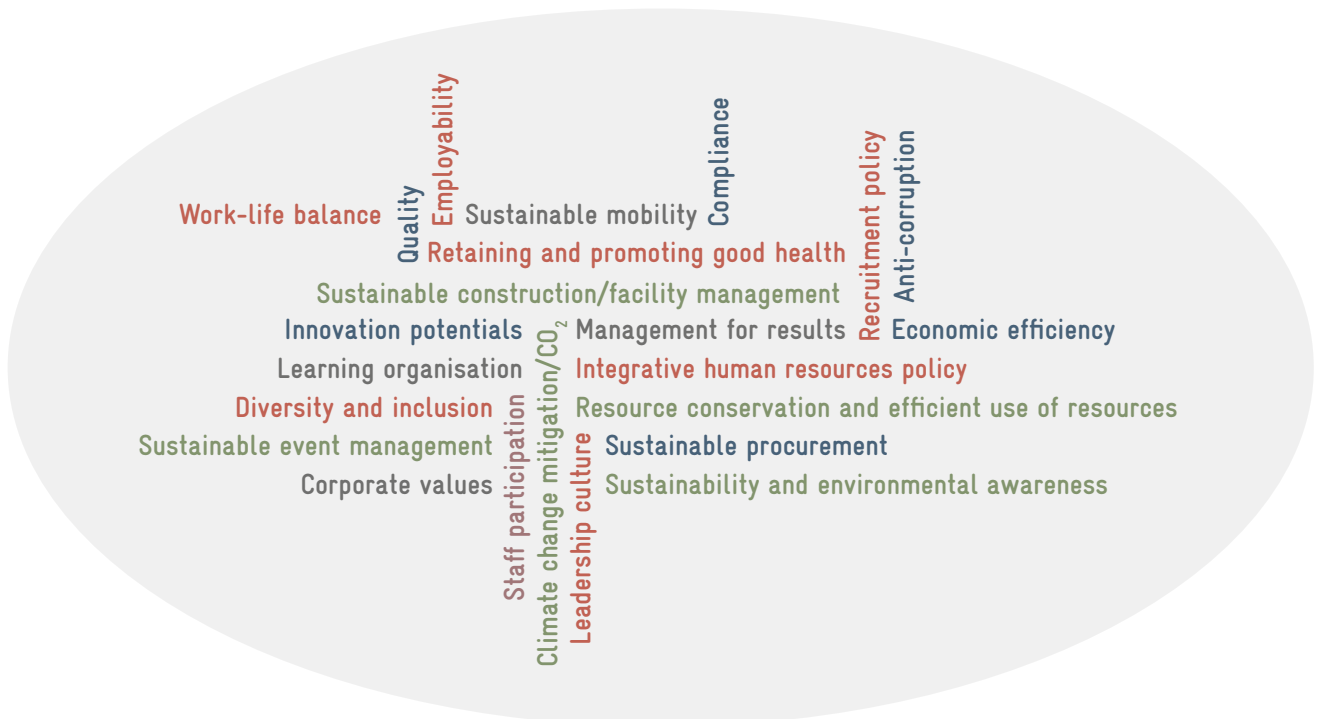 Employability
Compliance
Recruitment policy
Anti-corruption
Quality
Work-life balance
Sustainable mobility
Retaining and promoting good health
Sustainable construction/facility management
Innovation potentials
Management for results
Economic efficiency
Learning organisation
Integrative human resources policy
Diversity and inclusion
Resource conservation and efficient use of resources
Sustainable event management
Sustainable procurement
Corporate values
Sustainability and environmental awareness
Staff participation
Climate change mitigation/CO₂
Leadership culture